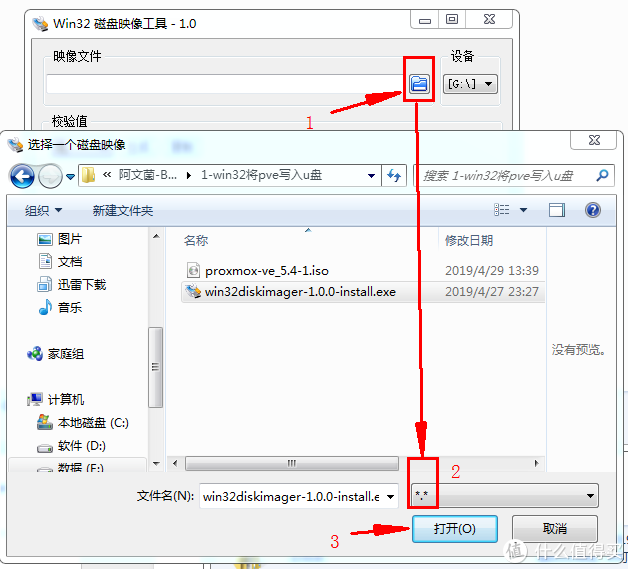 Win32 磁盘映像工具 - 1.0
映像文件
设备
[G:\]
1
校验值
选择一个磁盘映像
« 阿文菌-B... ▸ 1-win32将pve写入u盘
搜索 1-win32将pve写入u盘
组织
新建文件夹
图片
文档
迅雷下载
音乐
家庭组
计算机
本地磁盘 (C:)
软件 (D:)
数据 (E:)
名称
修改日期
proxmox-ve_5.4-1.iso
2019/4/29 13:39
win32diskimager-1.0.0-install.exe
2019/4/27 23:27
没有预览。
2
文件名(N):
win32diskimager-1.0.0-install.e
*.*
3
打开(O)
取消
值 什么值得买